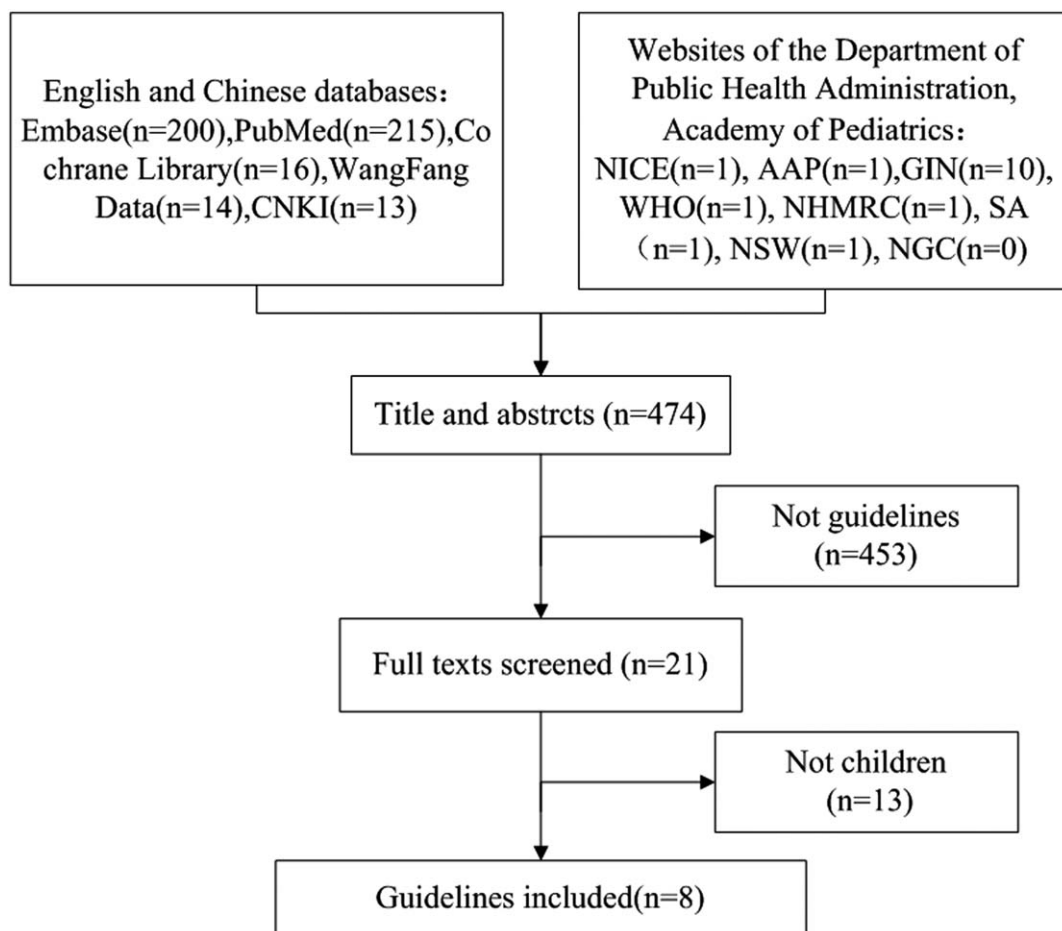 English and Chinese databases：
Embase(n=200),PubMed(n=215),Co
chrane Library(n=16),WangFang
Data(n=14),CNKI(n=13)
Websites of the Department of
Public Health Administration,
Academy of Pediatrics：
NICE(n=1), AAP(n=1),GIN(n=10),
WHO(n=1), NHMRC(n=1), SA
（n=1), NSW(n=1), NGC(n=0)
Title and abstrcts (n=474)
Not guidelines
(n=453)
Full texts screened (n=21)
Not children
(n=13)
Guidelines included(n=8)